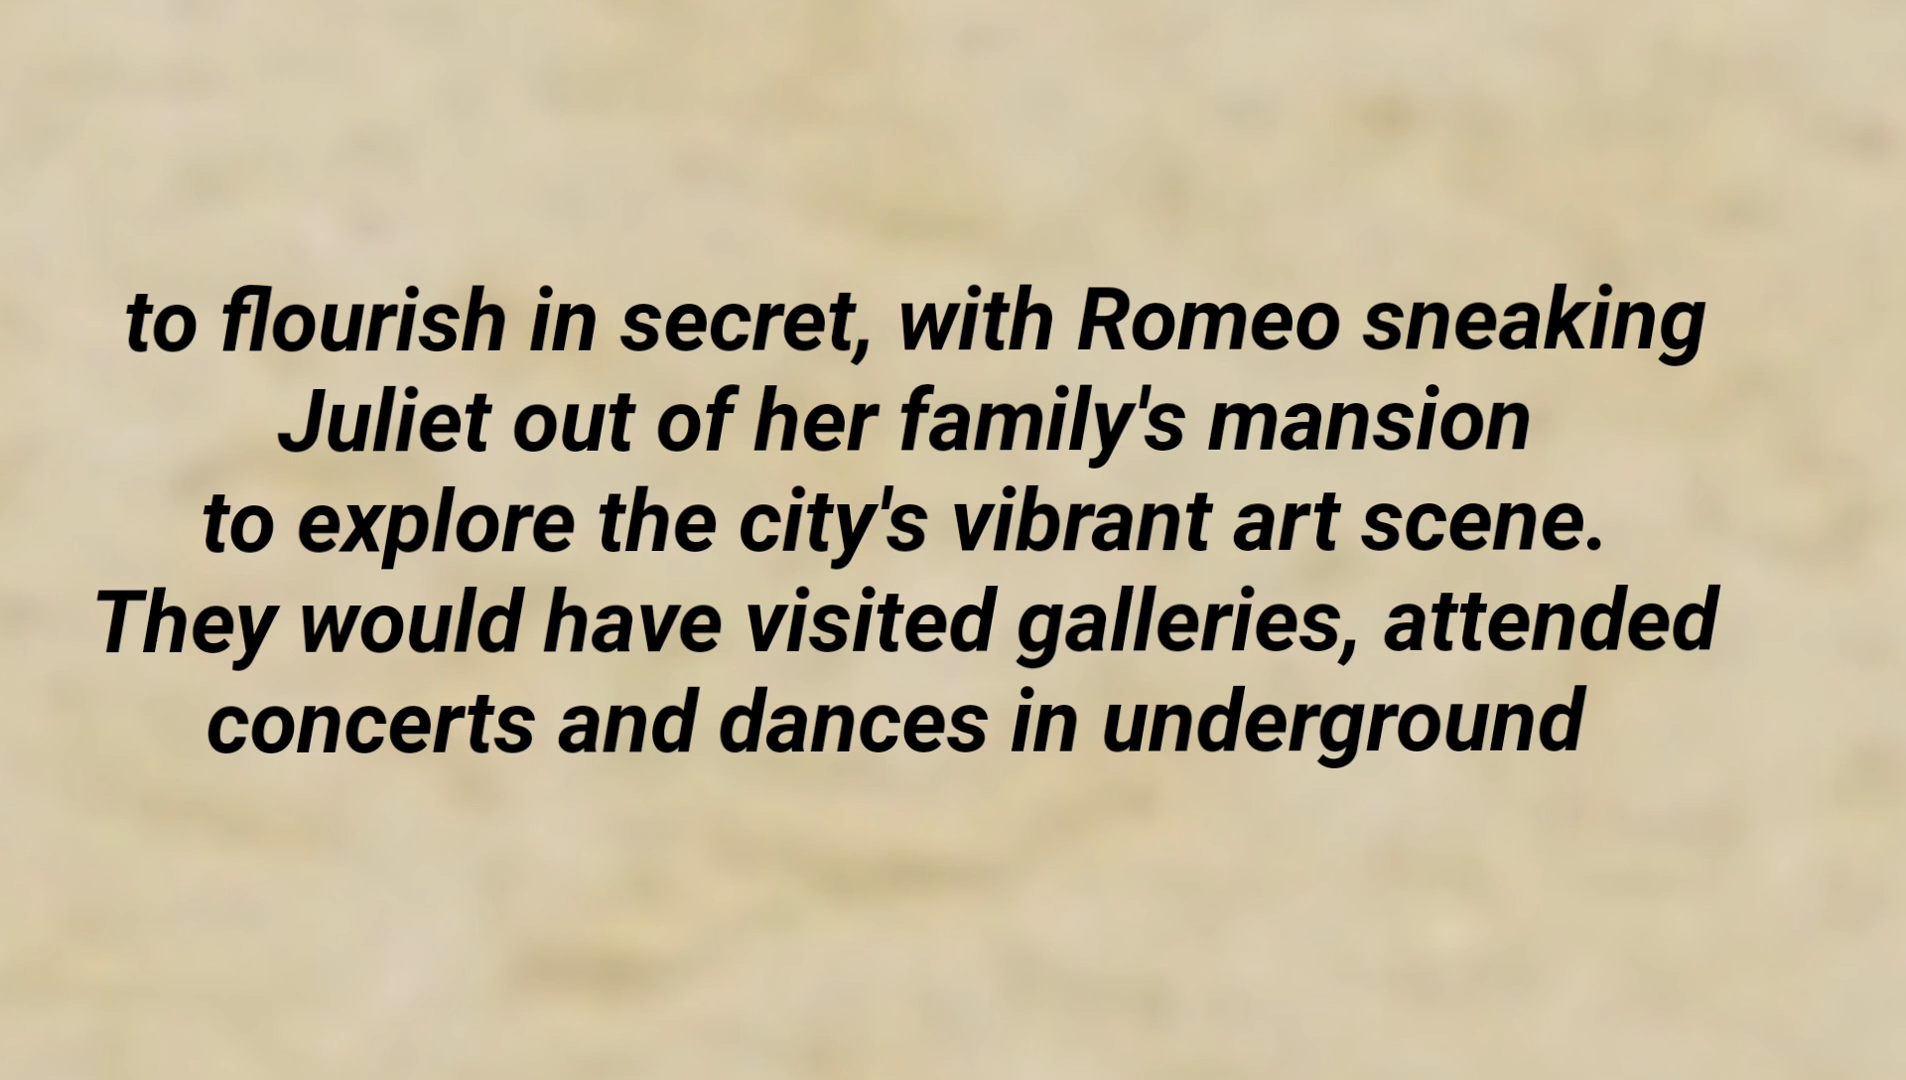 to flourish in secret, with Romeo sneaking
Juliet out of her family's mansion
to explore the city's vibrant art scene.
They would have visited galleries, attended
concerts and dances in underground